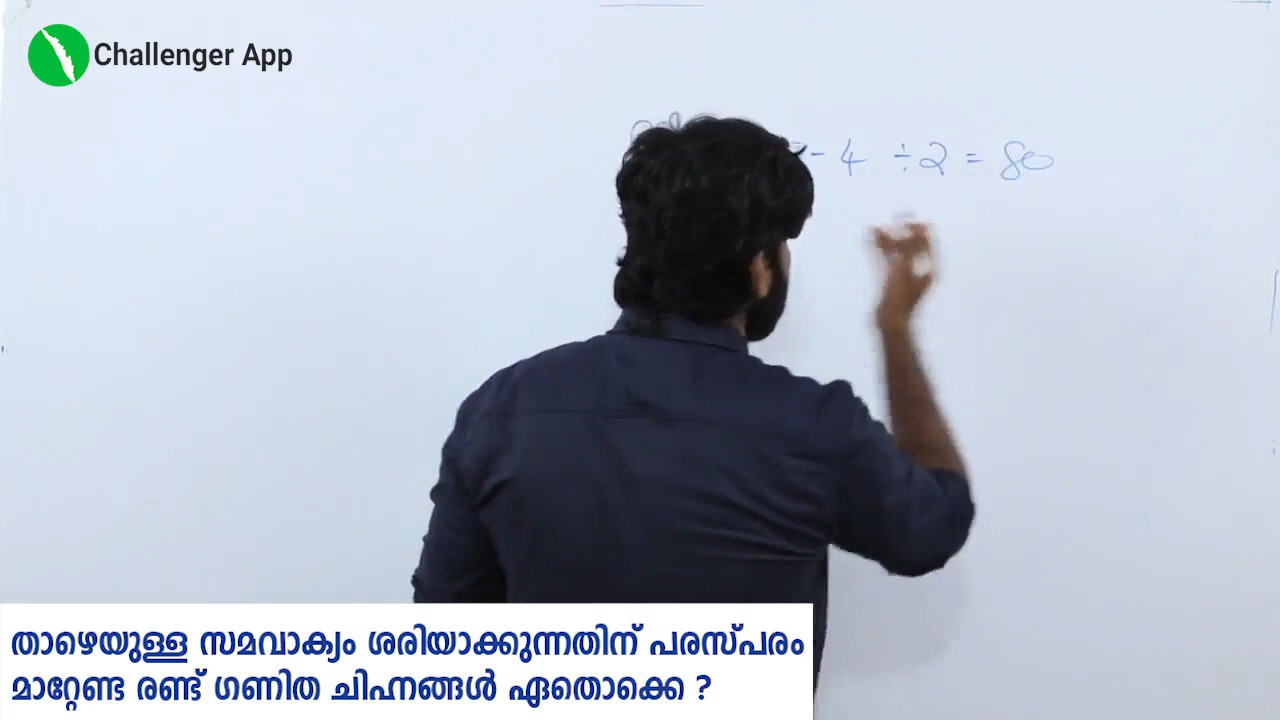 Challenger App
- 4 ÷ 2 = 80
താഴെയുള്ള സമവാക്യം ശരിയാക്കുന്നതിന് പരസ്പരം
മാറ്റേണ്ട രണ്ട് ഗണിത ചിഹ്നങ്ങൾ ഏതൊക്കെ ?